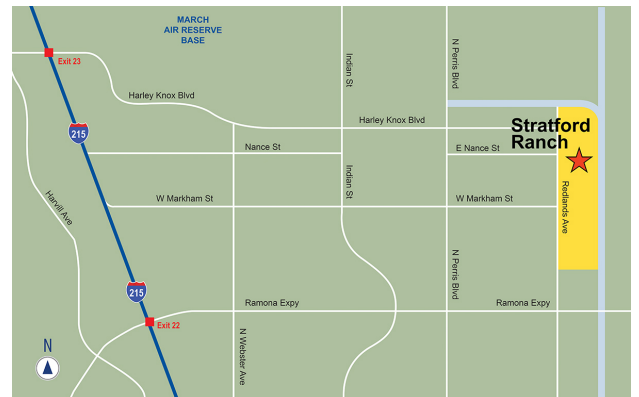 MARCH
AIR RESERVE
BASE
Exit 23
Indian St
N Perris Blvd
Harley Knox Blvd
Harley Knox Blvd
Stratford
Ranch
215
Nance St
E Nance St
Indian St
Redlands Ave
Harvill Ave
W Markham St
W Markham St
N Perris Blvd
215
Ramona Expy
Ramona Expy
Exit 22
N Webster Ave
N